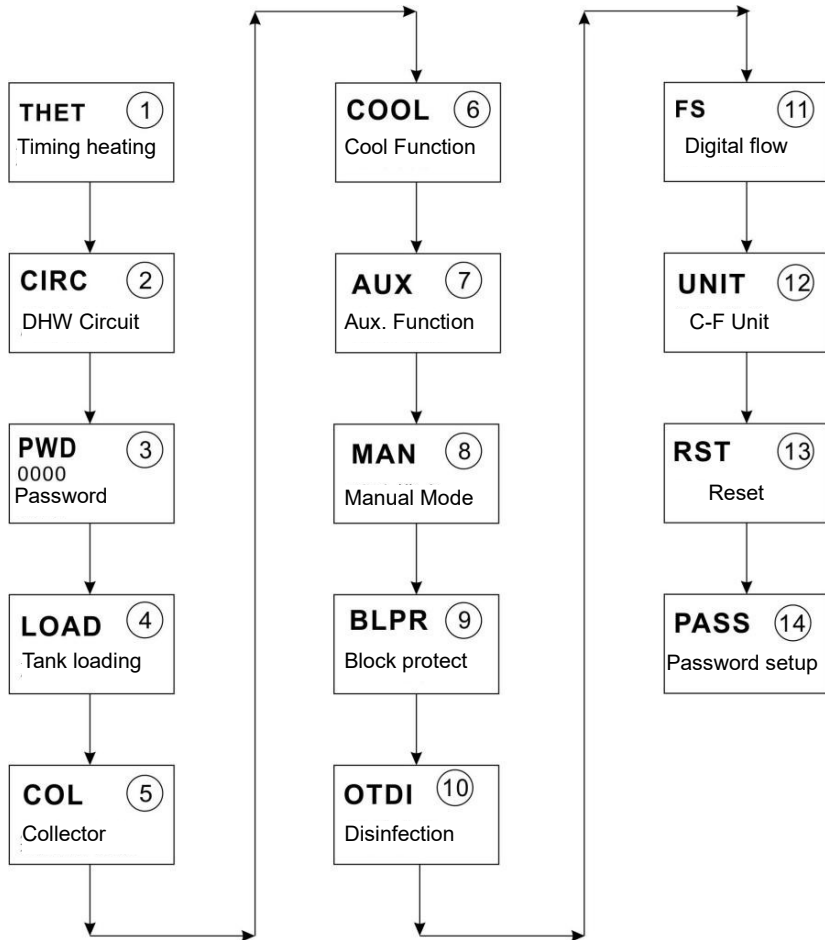 THET 1
Timing heating
CIRC 2
DHW Circuit
PWD 3
0000
Password
LOAD 4
Tank loading
COL 5
Collector
COOL 6
Cool Function
AUX 7
Aux. Function
MAN 8
Manual Mode
BLPR 9
Block protect
OTDI 10
Disinfection
FS 11
Digital flow
UNIT 12
C-F Unit
RST 13
Reset
PASS 14
Password setup